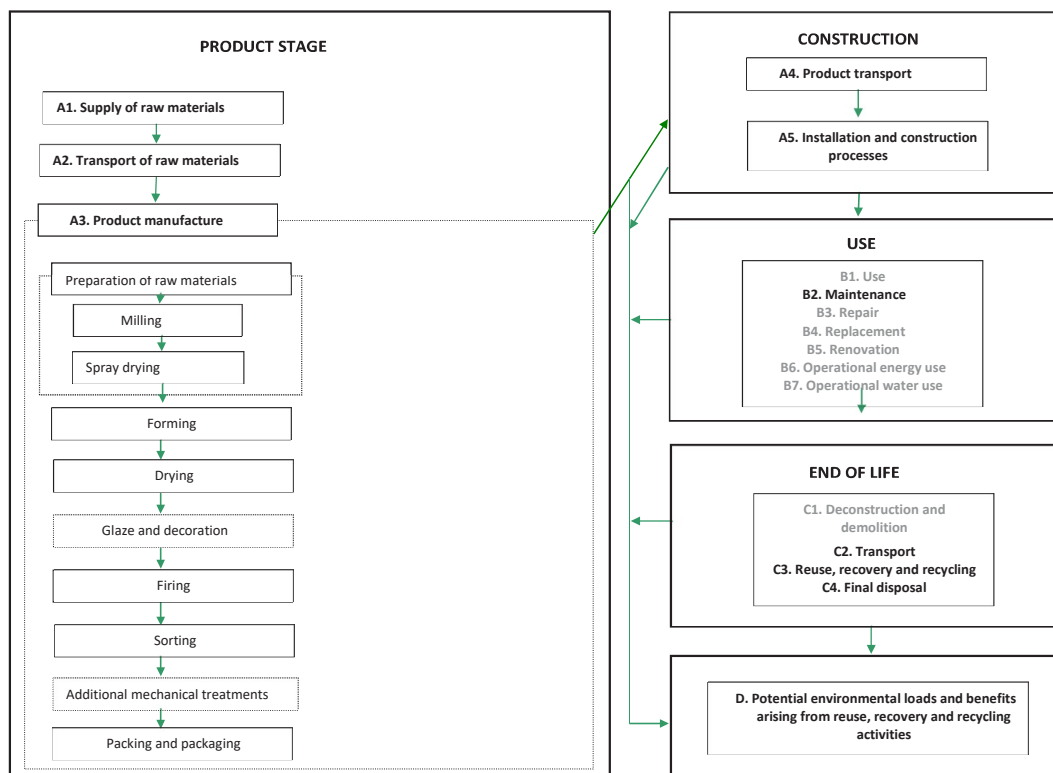 PRODUCT STAGE
A1. Supply of raw materials
A2. Transport of raw materials
A3. Product manufacture
Preparation of raw materials
Milling
Spray drying
Forming
Drying
Glaze and decoration
Firing
Sorting
Additional mechanical treatments
Packing and packaging
CONSTRUCTION
A4. Product transport
A5. Installation and construction
processes
USE
B1. Use
B2. Maintenance
B3. Repair
B4. Replacement
B5. Renovation
B6. Operational energy use
B7. Operational water use
END OF LIFE
C1. Deconstruction and
demolition
C2. Transport
C3. Reuse, recovery and recycling
C4. Final disposal
D. Potential environmental loads and benefits
arising from reuse, recovery and recycling
activities